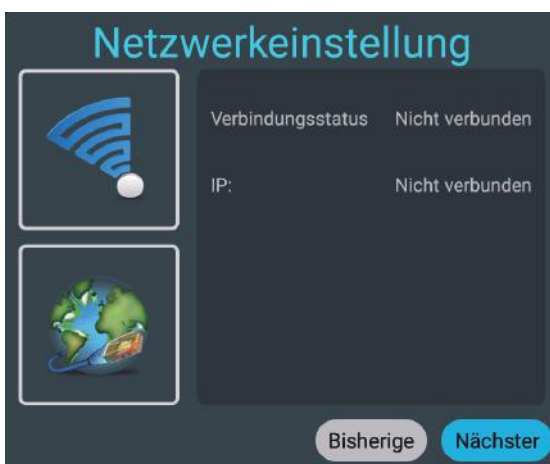 Netzwerkeinstellung
Verbindungsstatus Nicht verbunden
IP: Nicht verbunden
Bisherige Nächster